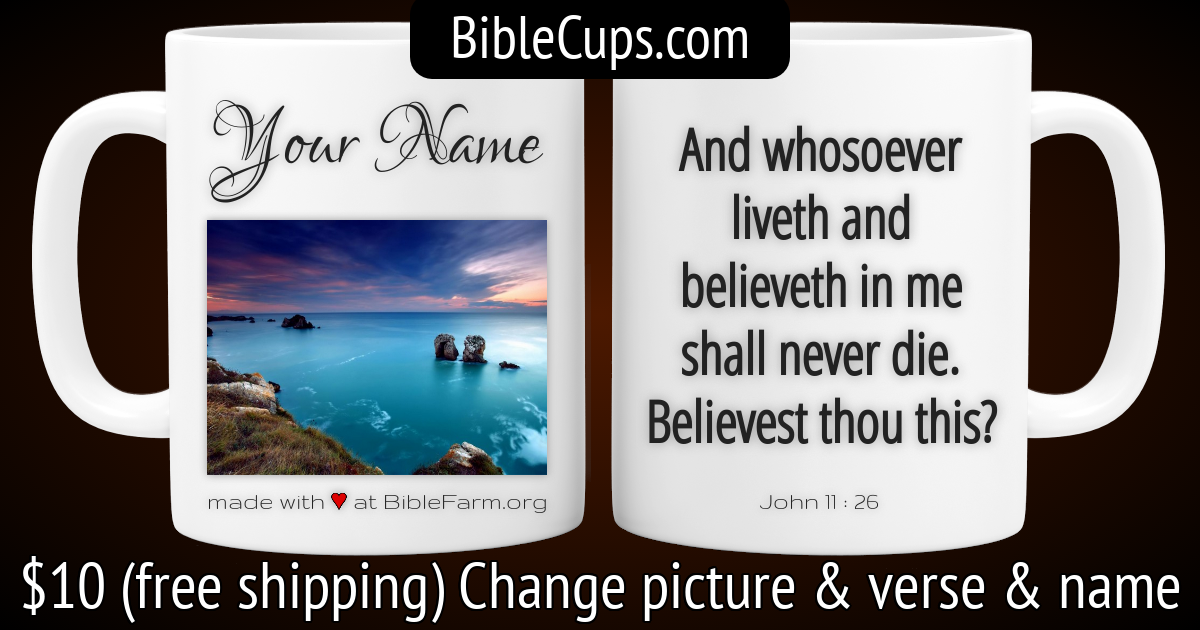 BibleCups.com
Your Name
made with ♥ at BibleFarm.org
And whosoever
liveth and
believeth in me
shall never die.
Believest thou this?
John 11 : 26
$10 (free shipping) Change picture & verse & name